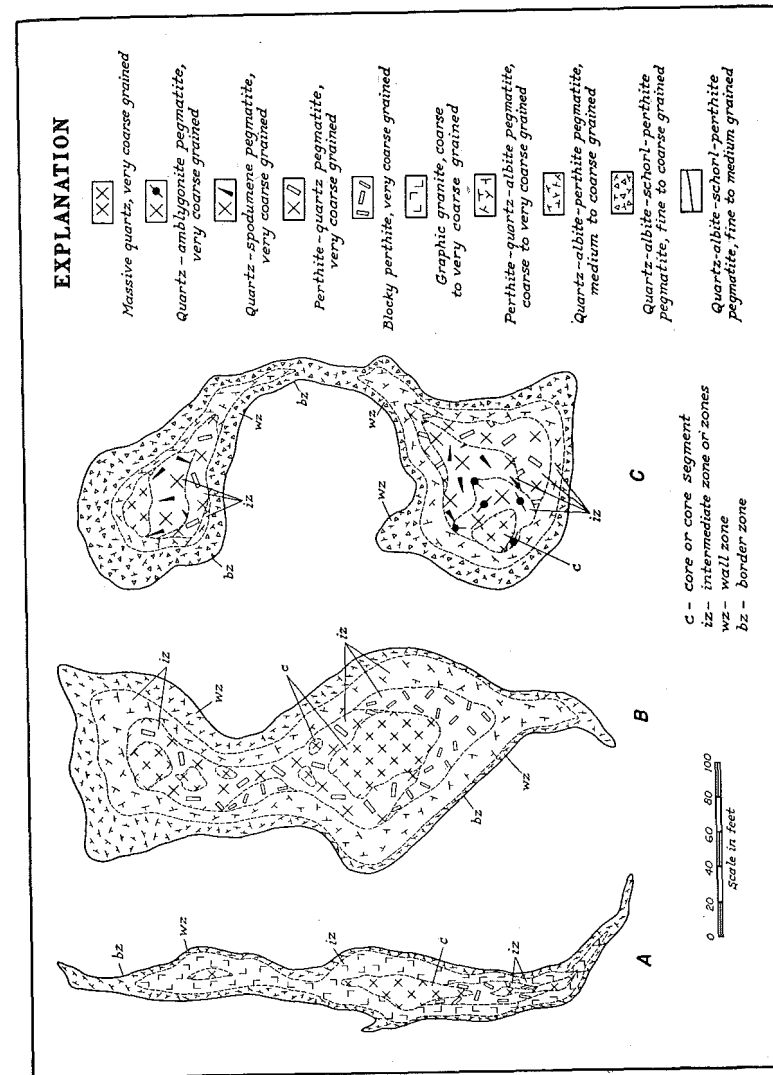 EXPLANATION
Massive quartz, very coarse grained
Quartz-amblygonite pegmatite,
very coarse grained
Quartz-spodumene pegmatite,
very coarse grained
Perthite-quartz pegmatite,
very coarse grained
Blocky perthite, very coarse grained
Graphic granite, coarse
to very coarse grained
Perthite-quartz-albite pegmatite,
coarse to very coarse grained
Quartz-albite-perthite pegmatite,
medium to coarse grained
Quartz-albite-schorl-perthite
pegmatite, fine to coarse grained
Quartz-albite-schorl-perthite
pegmatite, fine to medium grained
bz
wz
iz
c
iz
A
iz
wz
c
iz
bz
wz
B
bz
iz
wz
bz
wz
wz
c
iz
C
0 20 40 60 80 100
Scale in feet
c - core or core segment
iz - intermediate zone or zones
wz - wall zone
bz - border zone